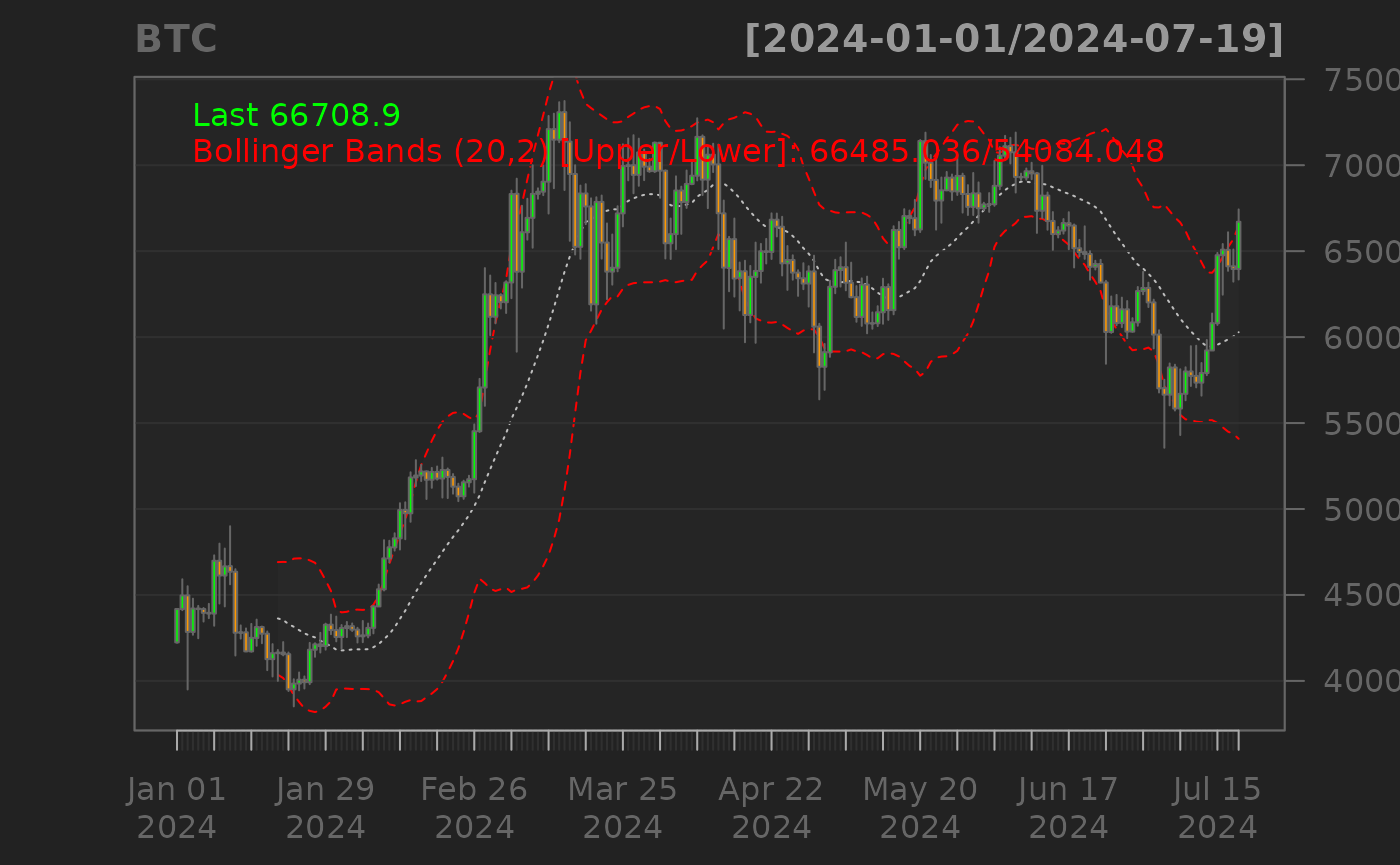 BTC [2024-01-01/2024-07-19]
Last 66708.9
Bollinger Bands (20,2) [Upper/Lower]: 66485.036/54084.048
7500
7000
6500
6000
5500
5000
4500
4000
Jan 01 Jan 29 Feb 26 Mar 25 Apr 22 May 20 Jun 17 Jul 15
2024 2024 2024 2024 2024 2024 2024 2024